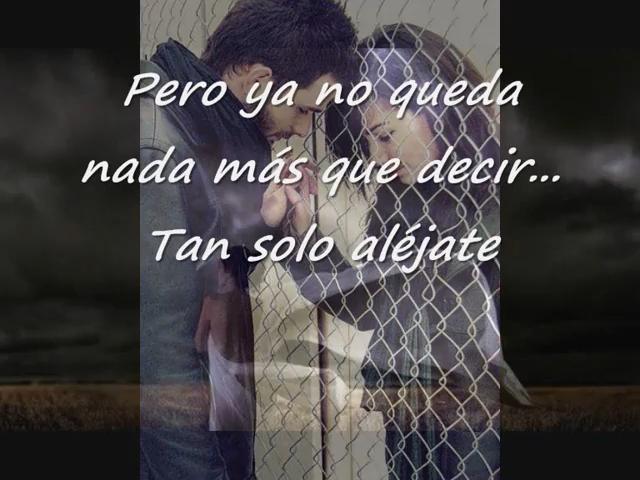 Pero ya no queda
nada más que decir...
Tan solo aléjate